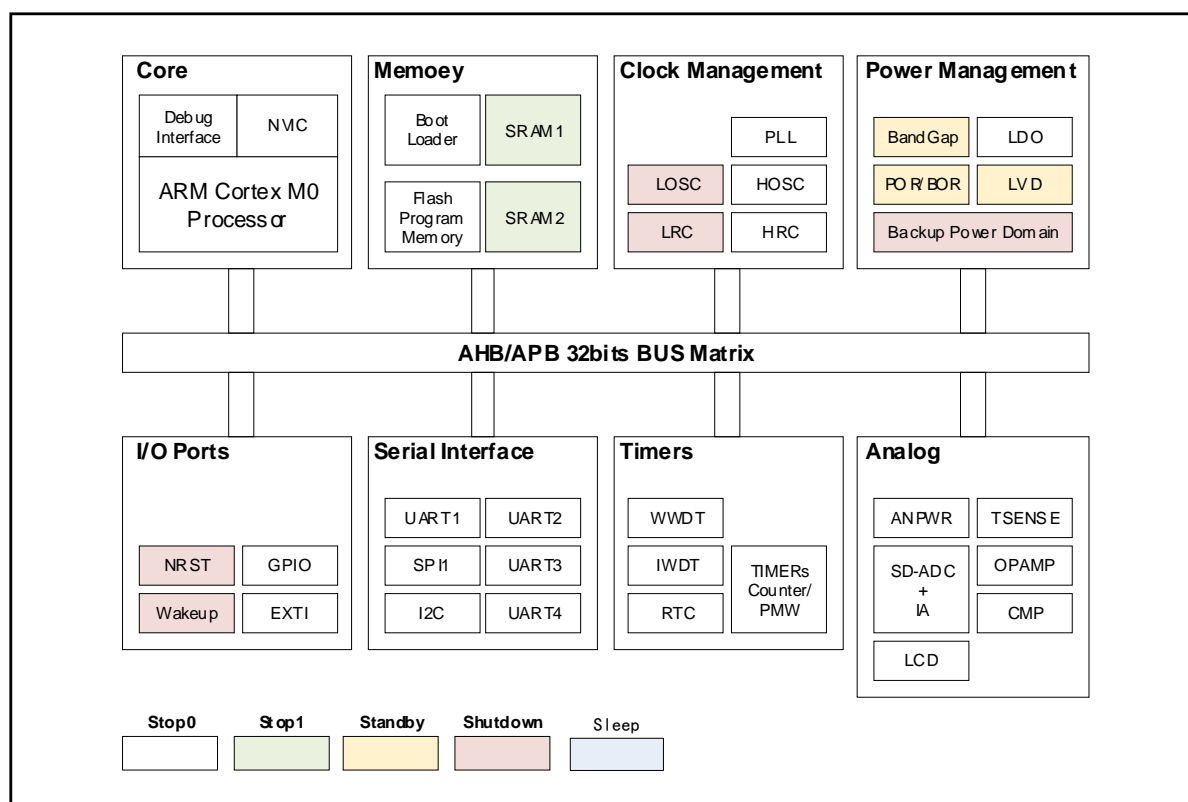 Core
Debug
Interface
NVIC
ARM Cortex M0
Processor
Memoey
Boot
Loader
SRAM1
Flash
Program
Memory
SRAM2
Clock Management
PLL
LOSC
HOSC
LRC
HRC
Power Management
BandGap
LDO
POR/BOR
LVD
Backup Power Domain
AHB/APB 32bits BUS Matrix
I/O Ports
NRST
GPIO
Wakeup
EXTI
Serial Interface
UART1
UART2
SPI1
UART3
I2C
UART4
Timers
WWDT
IWDT
RTC
TIMERs
Counter/
PMW
Analog
ANPWR
TSENSE
SD-ADC
+
IA
OPAMP
CMP
LCD
Stop0
Stop1
Standby
Shutdown
Sleep